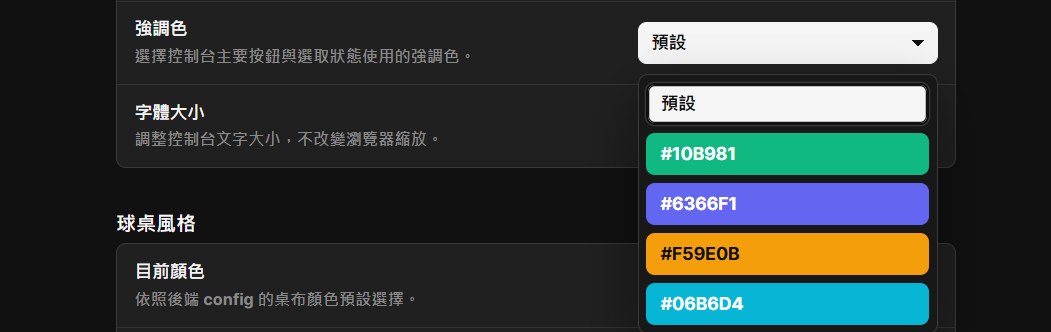 強調色
選擇控制台主要按鈕與選取狀態使用的強調色。
預設
預設
#10B981
#6366F1
#F59E0B
#06B6D4
字體大小
調整控制台文字大小，不改變瀏覽器縮放。
球桌風格
目前顏色
依照後端 config 的桌布顏色預設選擇。